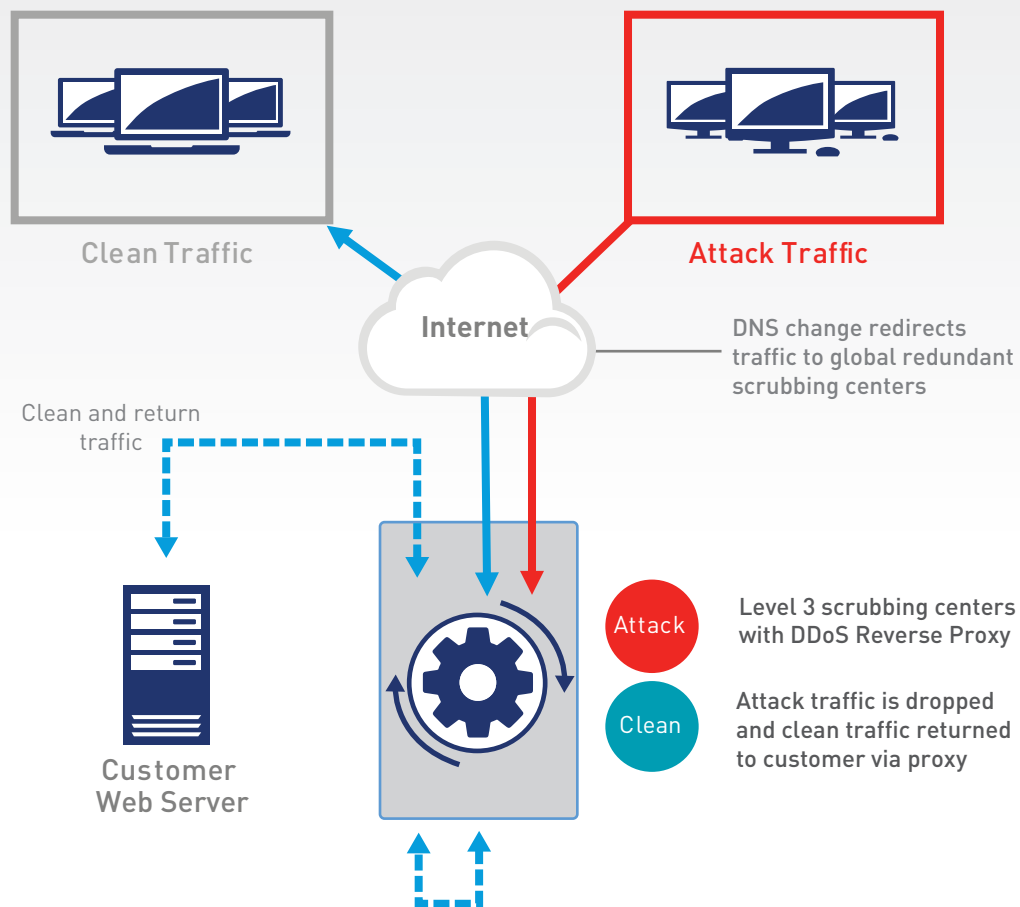 Clean Traffic
Attack Traffic
Internet
DNS change redirects
traffic to global redundant
scrubbing centers
Clean and return
traffic
Attack
Level 3 scrubbing centers
with DDoS Reverse Proxy
Clean
Attack traffic is dropped
and clean traffic returned
to customer via proxy
Customer
Web Server